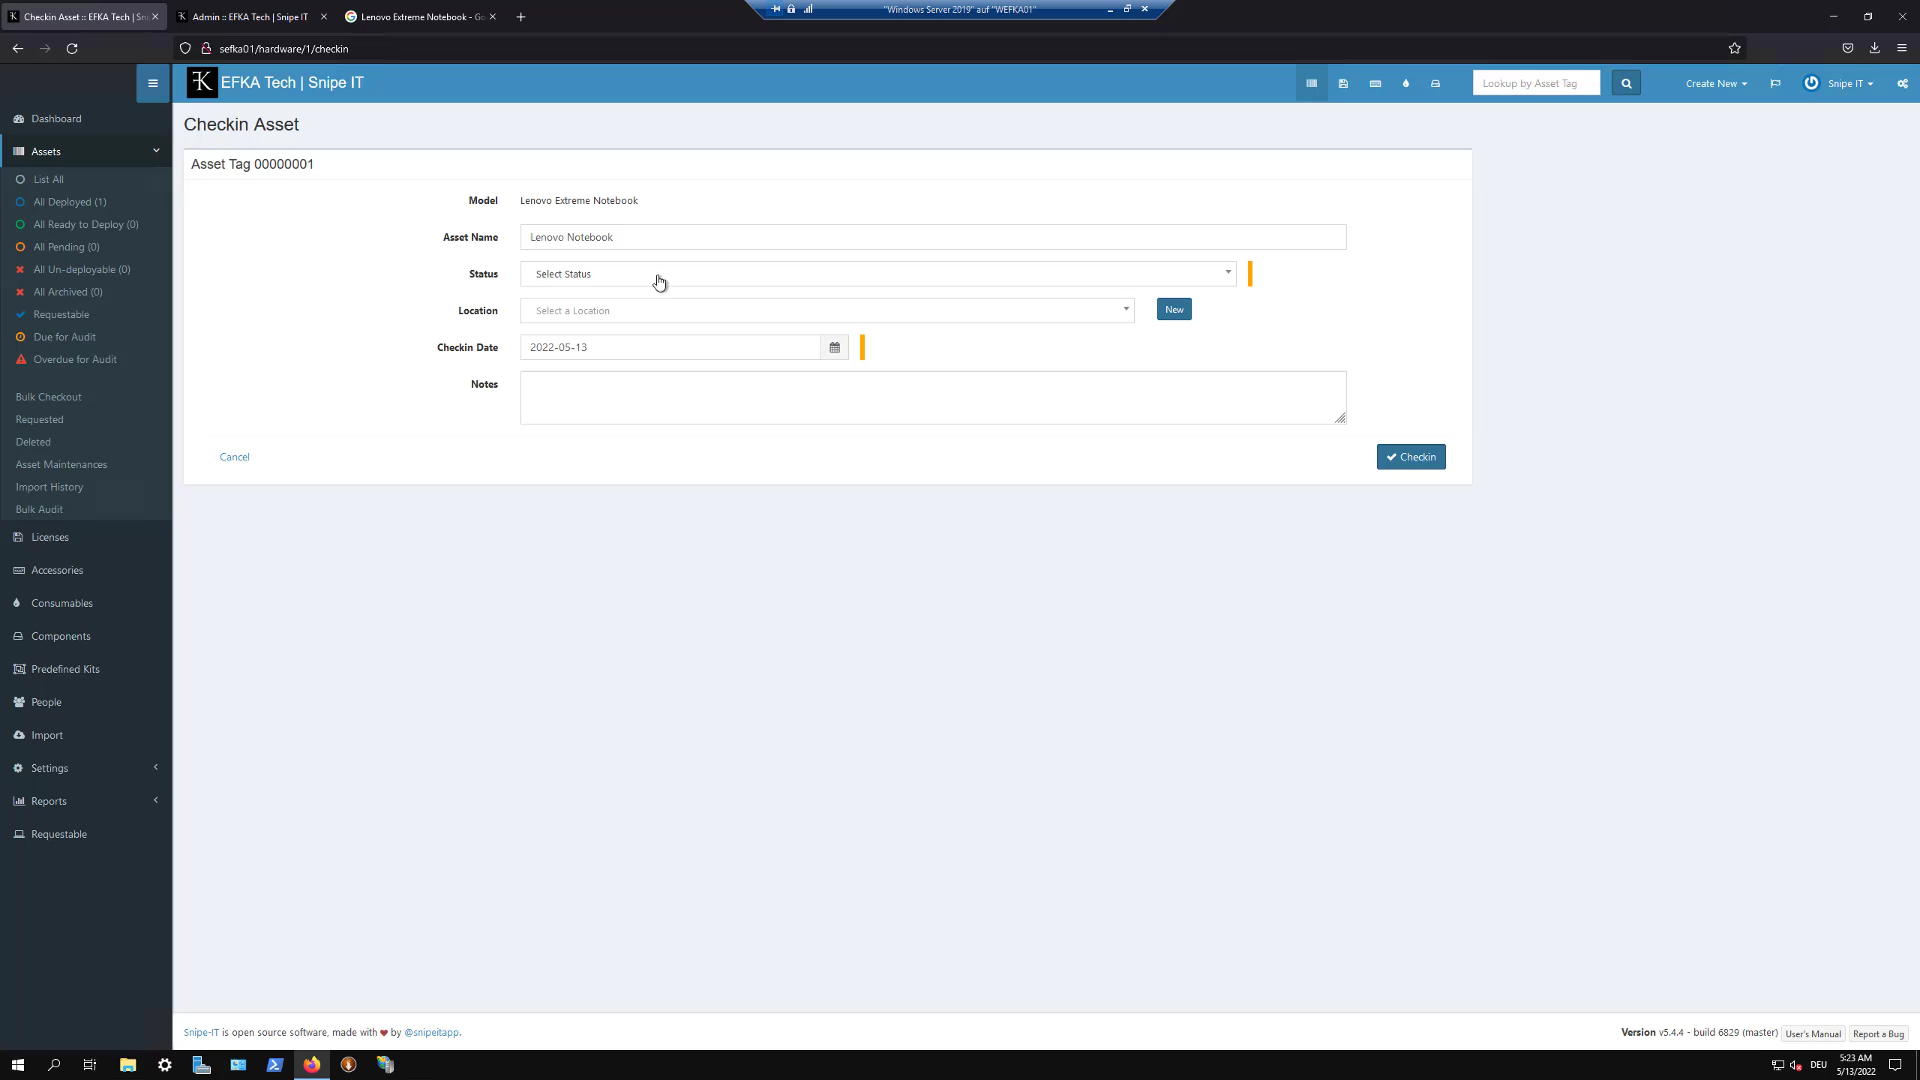 Checkin Asset :: EFKA Tech | Sni
Admin :: EFKA Tech | Snipe IT
Lenovo Extreme Notebook - Go
"Windows Server 2019" auf "WEFKA01"
sefka01/hardware/1/checkin
EFKA Tech | Snipe IT
Lookup by Asset Tag
Create New
Snipe IT
Dashboard
Assets
List All
All Deployed (1)
All Ready to Deploy (0)
All Pending (0)
All Un-deployable (0)
All Archived (0)
Requestable
Due for Audit
Overdue for Audit
Bulk Checkout
Requested
Deleted
Asset Maintenances
Import History
Bulk Audit
Licenses
Accessories
Consumables
Components
Predefined Kits
People
Import
Settings
Reports
Requestable
Checkin Asset
Asset Tag 00000001
Model Lenovo Extreme Notebook
Asset Name Lenovo Notebook
Status Select Status
Location Select a Location New
Checkin Date 2022-05-13
Notes
Cancel Checkin
Snipe-IT is open source software, made with ❤ by @snipeitapp.
Version v5.4.4 - build 6829 (master) User's Manual Report a Bug
DEU
5:23 AM
5/13/2022